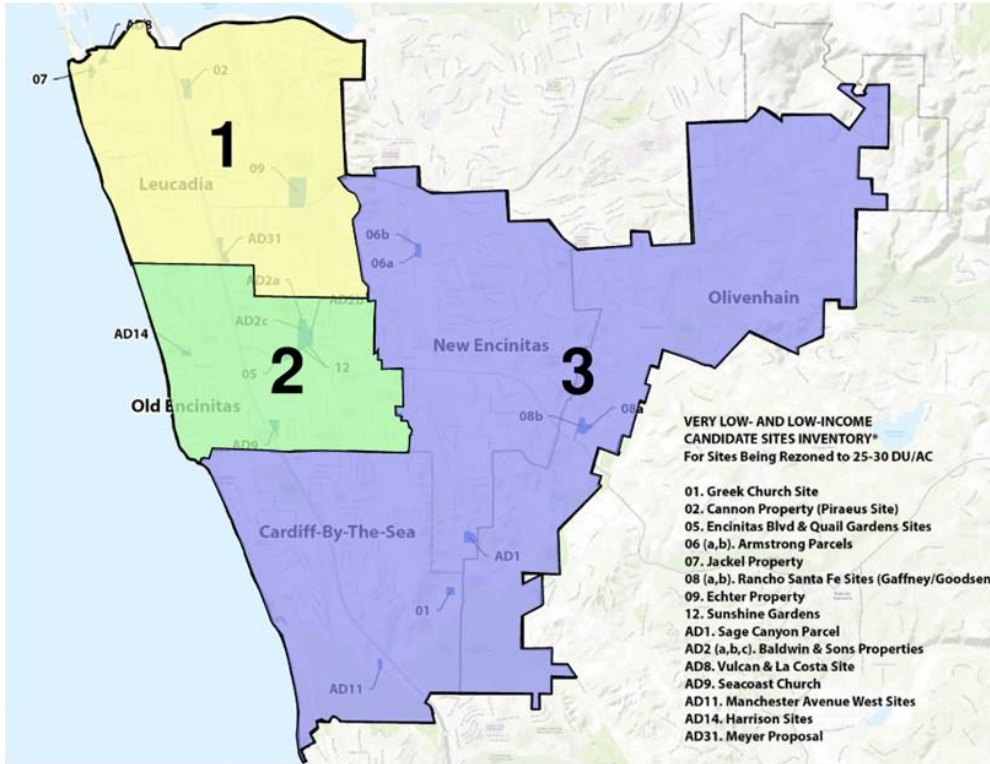 AD8
07
02
1
Leucadia
09
AD31
06b
06a
AD2a
AD2b
AD2c
AD14
05
12
2
Old Encinitas
AD9
New Encinitas
3
Olivenhain
08b
08a
Cardiff-By-The-Sea
AD1
01
AD11
VERY LOW- AND LOW-INCOME
CANDIDATE SITES INVENTORY*
For Sites Being Rezoned to 25-30 DU/AC
01. Greek Church Site
02. Cannon Property (Piraeus Site)
05. Encinitas Blvd & Quail Gardens Sites
06 (a,b). Armstrong Parcels
07. Jackel Property
08 (a,b). Rancho Santa Fe Sites (Gaffney/Goodsen
09. Echter Property
12. Sunshine Gardens
AD1. Sage Canyon Parcel
AD2 (a,b,c). Baldwin & Sons Properties
AD8. Vulcan & La Costa Site
AD9. Seacoast Church
AD11. Manchester Avenue West Sites
AD14. Harrison Sites
AD31. Meyer Proposal